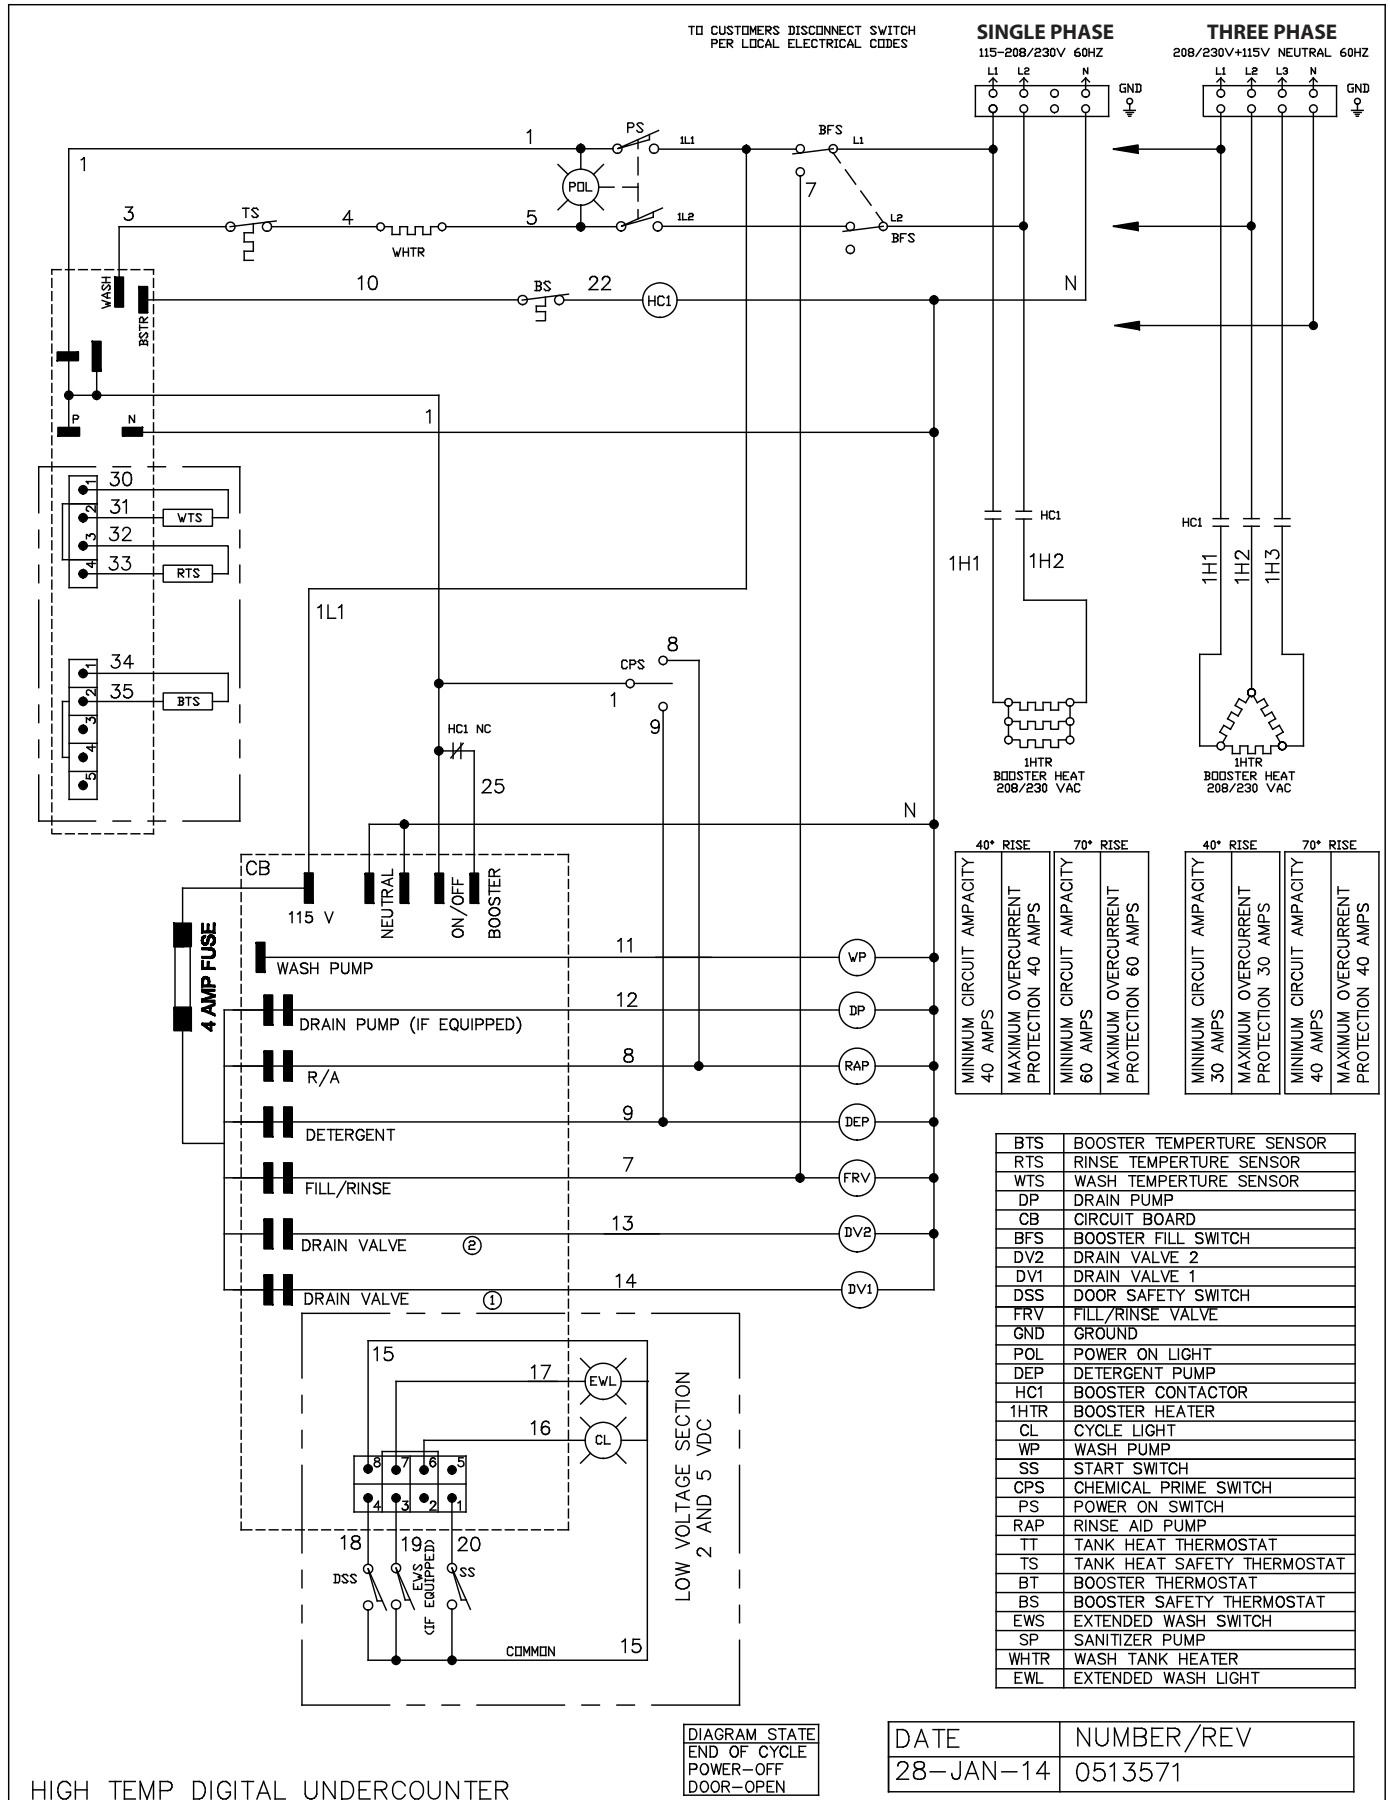 TO CUSTOMERS DISCONNECT SWITCH
PER LOCAL ELECTRICAL CODES
SINGLE PHASE
115-208/230V 60HZ
L1 L2 N
GND
THREE PHASE
208/230V+115V NEUTRAL 60HZ
L1 L2 L3 N
GND
1 1 PS 1L1 BFS L1
POL
7
3 TS 4 WHTR 5 1L2 L2 BFS
WASH
BSTR
10 BS 22 HC1 N
P N 1
1 30
2 31 WTS
3 32
4 33 RTS
HC1
1H1 1H2
HC1
1H1 1H2 1H3
1L1
1 34
2 35 BTS
3
4
5
CPS 8
1
9
HC1 NC
25
1HTR
BOOSTER HEAT
208/230 VAC
1HTR
BOOSTER HEAT
208/230 VAC
N
CB
115 V
NEUTRAL
ON/OFF
BOOSTER
4 AMP FUSE
WASH PUMP 11 WP
DRAIN PUMP (IF EQUIPPED) 12 DP
R/A 8 RAP
DETERGENT 9 DEP
FILL/RINSE 7 FRV
DRAIN VALVE 2 13 DV2
DRAIN VALVE 1 14 DV1
40° RISE
MINIMUM CIRCUIT AMPACITY
40 AMPS
MAXIMUM OVERCURRENT
PROTECTION 40 AMPS
70° RISE
MINIMUM CIRCUIT AMPACITY
60 AMPS
MAXIMUM OVERCURRENT
PROTECTION 60 AMPS
40° RISE
MINIMUM CIRCUIT AMPACITY
30 AMPS
MAXIMUM OVERCURRENT
PROTECTION 30 AMPS
70° RISE
MINIMUM CIRCUIT AMPACITY
40 AMPS
MAXIMUM OVERCURRENT
PROTECTION 40 AMPS
15
17 EWL
16 CL
8 7 6 5
4 3 2 1
18 19 20
DSS
EWS
(IF EQUIPPED)
SS
COMMON 15
LOW VOLTAGE SECTION
2 AND 5 VDC
BTS BOOSTER TEMPERTURE SENSOR
RTS RINSE TEMPERTURE SENSOR
WTS WASH TEMPERTURE SENSOR
DP DRAIN PUMP
CB CIRCUIT BOARD
BFS BOOSTER FILL SWITCH
DV2 DRAIN VALVE 2
DV1 DRAIN VALVE 1
DSS DOOR SAFETY SWITCH
FRV FILL/RINSE VALVE
GND GROUND
POL POWER ON LIGHT
DEP DETERGENT PUMP
HC1 BOOSTER CONTACTOR
1HTR BOOSTER HEATER
CL CYCLE LIGHT
WP WASH PUMP
SS START SWITCH
CPS CHEMICAL PRIME SWITCH
PS POWER ON SWITCH
RAP RINSE AID PUMP
TT TANK HEAT THERMOSTAT
TS TANK HEAT SAFETY THERMOSTAT
BT BOOSTER THERMOSTAT
BS BOOSTER SAFETY THERMOSTAT
EWS EXTENDED WASH SWITCH
SP SANITIZER PUMP
WHTR WASH TANK HEATER
EWL EXTENDED WASH LIGHT
DIAGRAM STATE
END OF CYCLE
POWER-OFF
DOOR-OPEN
DATE NUMBER/REV
28-JAN-14 0513571
HIGH TEMP DIGITAL UNDERCOUNTER